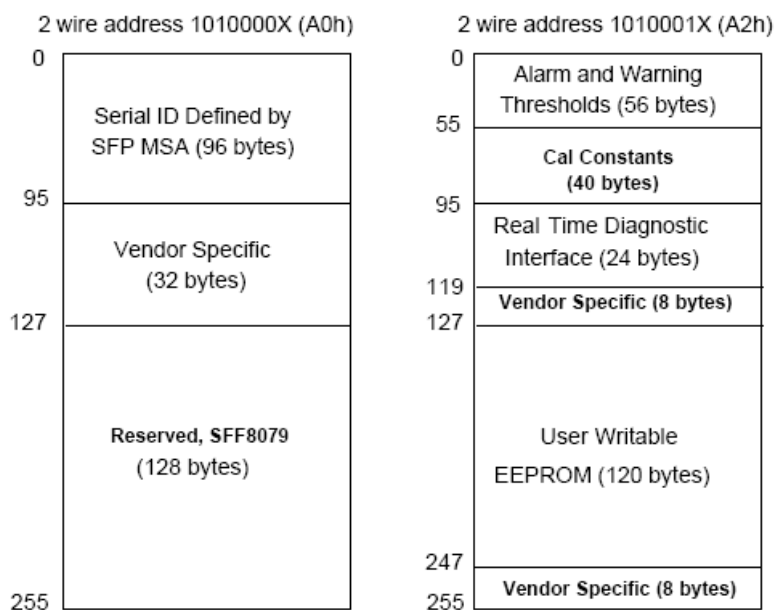 2 wire address 1010000X (A0h)
0
Serial ID Defined by
SFP MSA (96 bytes)
95
Vendor Specific
(32 bytes)
127
Reserved, SFF8079
(128 bytes)
255
2 wire address 1010001X (A2h)
0
Alarm and Warning
Thresholds (56 bytes)
55
Cal Constants
(40 bytes)
95
Real Time Diagnostic
Interface (24 bytes)
119
Vendor Specific (8 bytes)
127
User Writable
EEPROM (120 bytes)
247
Vendor Specific (8 bytes)
255